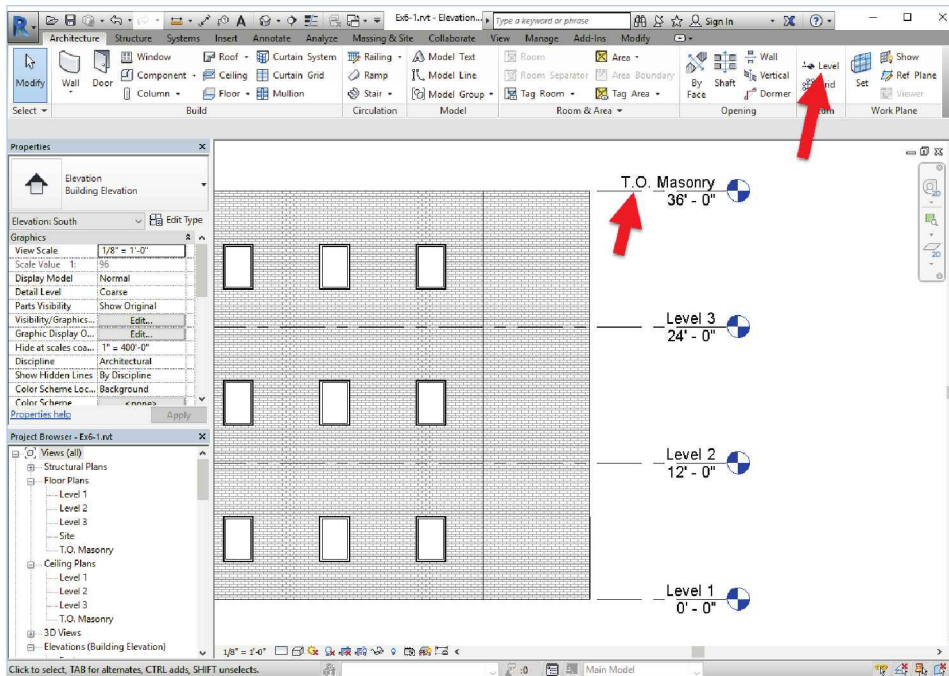 Ex6-1.rvt - Elevation...
Type a keyword or phrase
Sign In
Architecture Structure Systems Insert Annotate Analyze Massing & Site Collaborate View Manage Add-Ins Modify
Modify
Wall
Door
Window
Component
Column
Roof
Ceiling
Floor
Curtain System
Curtain Grid
Mullion
Railing
Ramp
Stair
Model Text
Model Line
Model Group
Room
Room Separator
Tag Room
Area
Area Boundary
Tag Area
By Face
Shaft
Wall
Vertical
Dormer
Level
Set
Show
Ref Plane
Viewer
Select
Build
Circulation
Model
Room & Area
Opening
Work Plane
Properties
Elevation
Building Elevation
Elevation: South
Edit Type
Graphics
View Scale 1/8" = 1'-0"
Scale Value 1: 96
Display Model Normal
Detail Level Coarse
Parts Visibility Show Original
Visibility/Graphics... Edit...
Graphic Display O... Edit...
Hide at scales coa... 1" = 400'-0"
Discipline Architectural
Show Hidden Lines By Discipline
Color Scheme Loc... Background
Color Scheme <none>
Properties help
Apply
Project Browser - Ex6-1.rvt
Views (all)
Structural Plans
Floor Plans
Level 1
Level 2
Level 3
Site
T.O. Masonry
Ceiling Plans
Level 1
Level 2
Level 3
T.O. Masonry
3D Views
Elevations (Building Elevation)
T.O. Masonry
36' - 0"
Level 3
24' - 0"
Level 2
12' - 0"
Level 1
0' - 0"
2D
2D
1/8" = 1'-0"
Click to select, TAB for alternates, CTRL adds, SHIFT unselects.
:0
Main Model